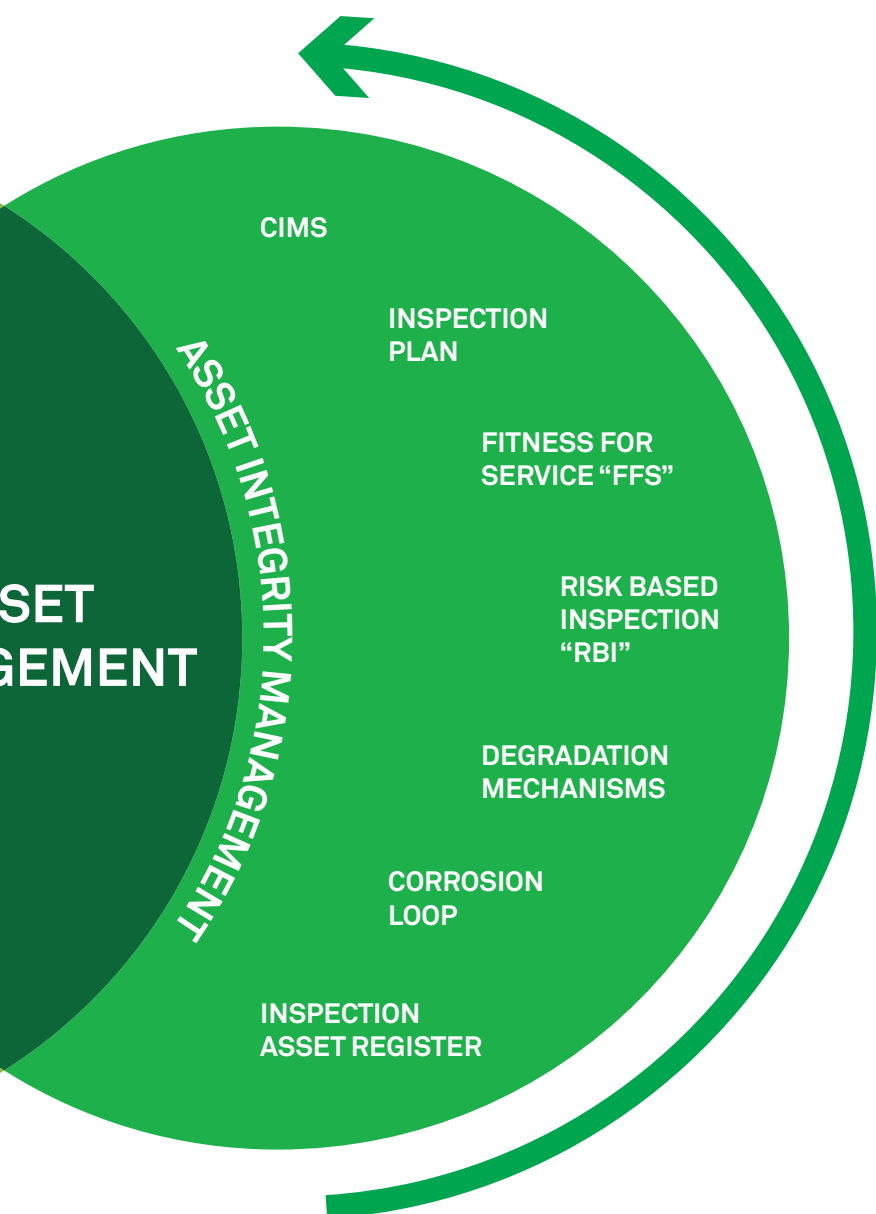 CIMS
INSPECTION
PLAN
FITNESS FOR
SERVICE “FFS”
ASSET INTEGRITY MANAGEMENT
RISK BASED
INSPECTION
“RBI”
SET
GEMENT
DEGRADATION
MECHANISMS
CORROSION
LOOP
INSPECTION
ASSET REGISTER